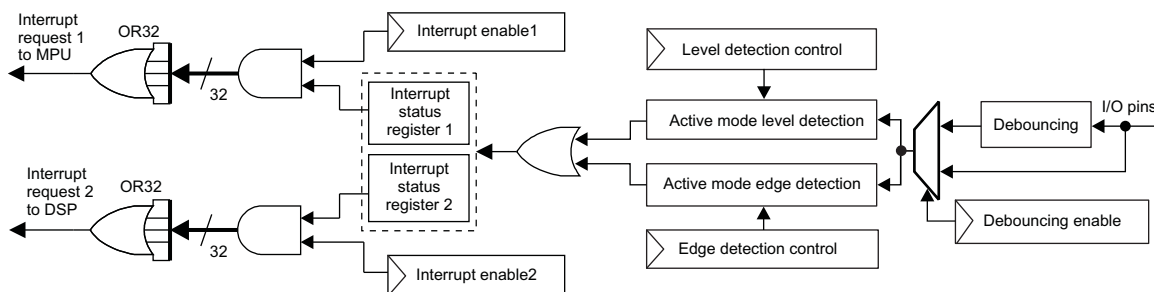 Interrupt
request 1
to MPU
OR32
32
Interrupt enable1
Interrupt
status
register 1
Interrupt
status
register 2
Interrupt
request 2
to DSP
OR32
32
Interrupt enable2
Level detection control
Active mode level detection
Active mode edge detection
Edge detection control
I/O pins
Debouncing
Debouncing enable